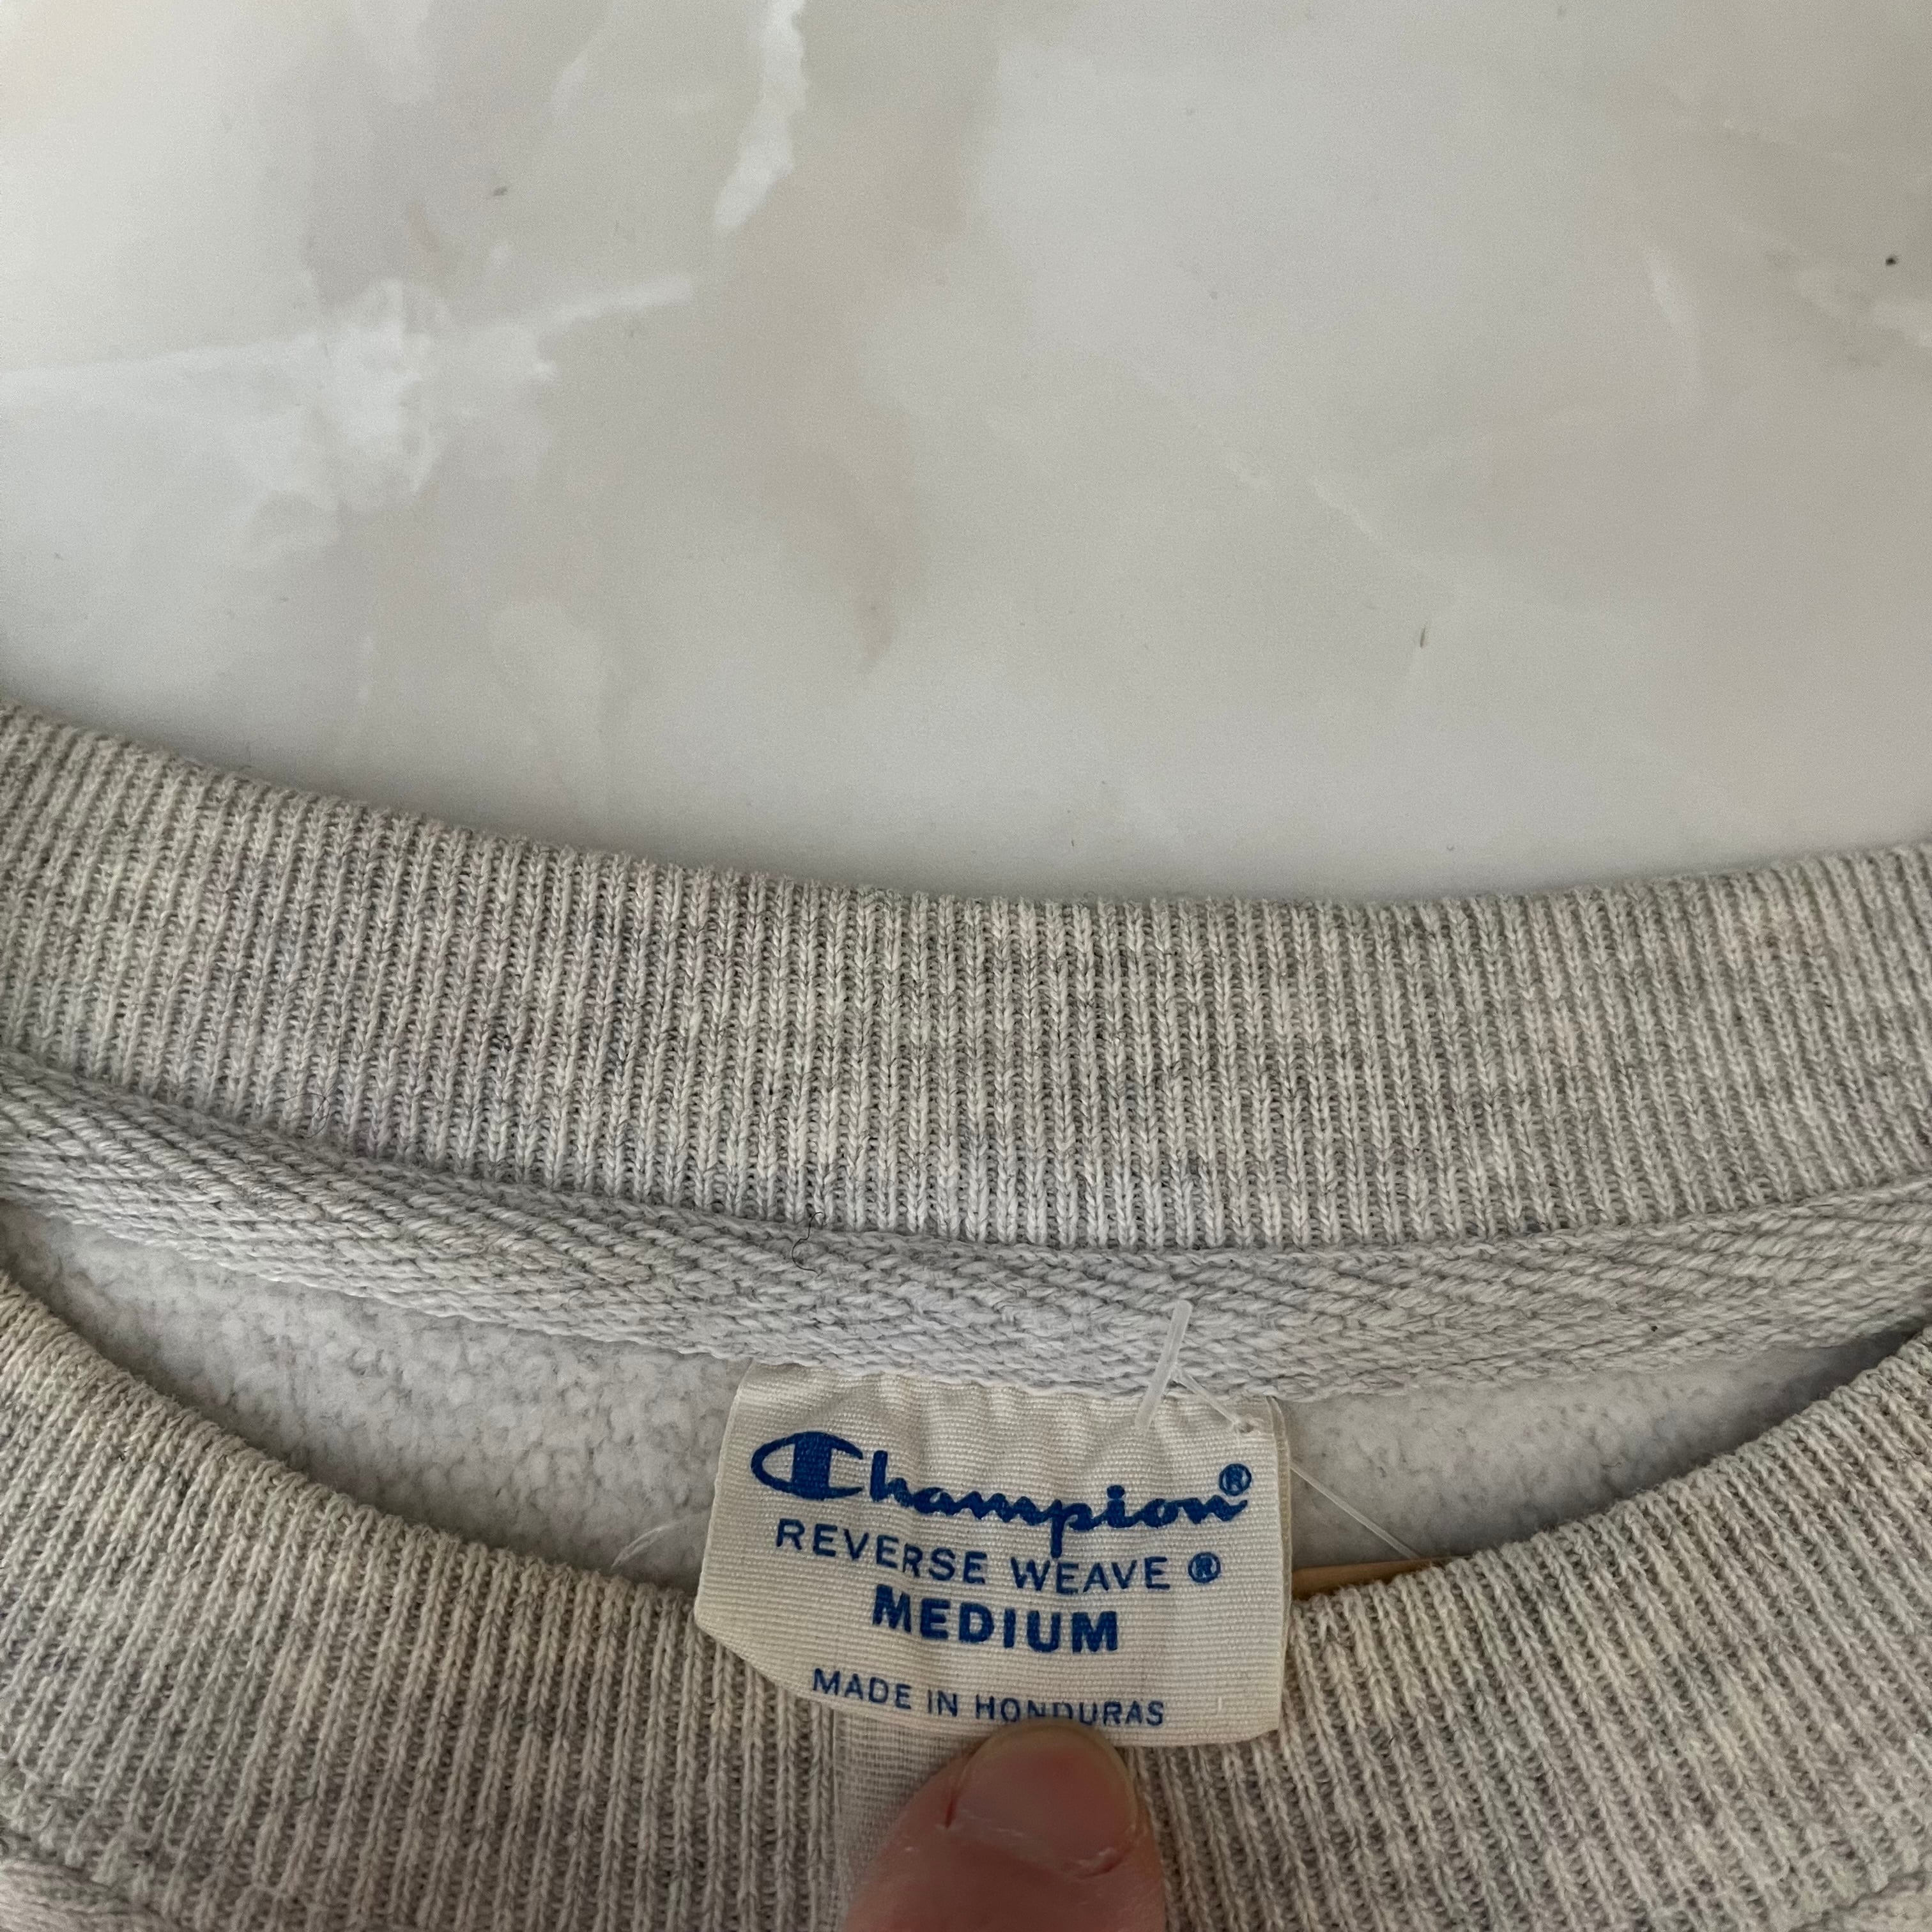 Champion®
REVERSE WEAVE ®
MEDIUM
MADE IN HONDURAS